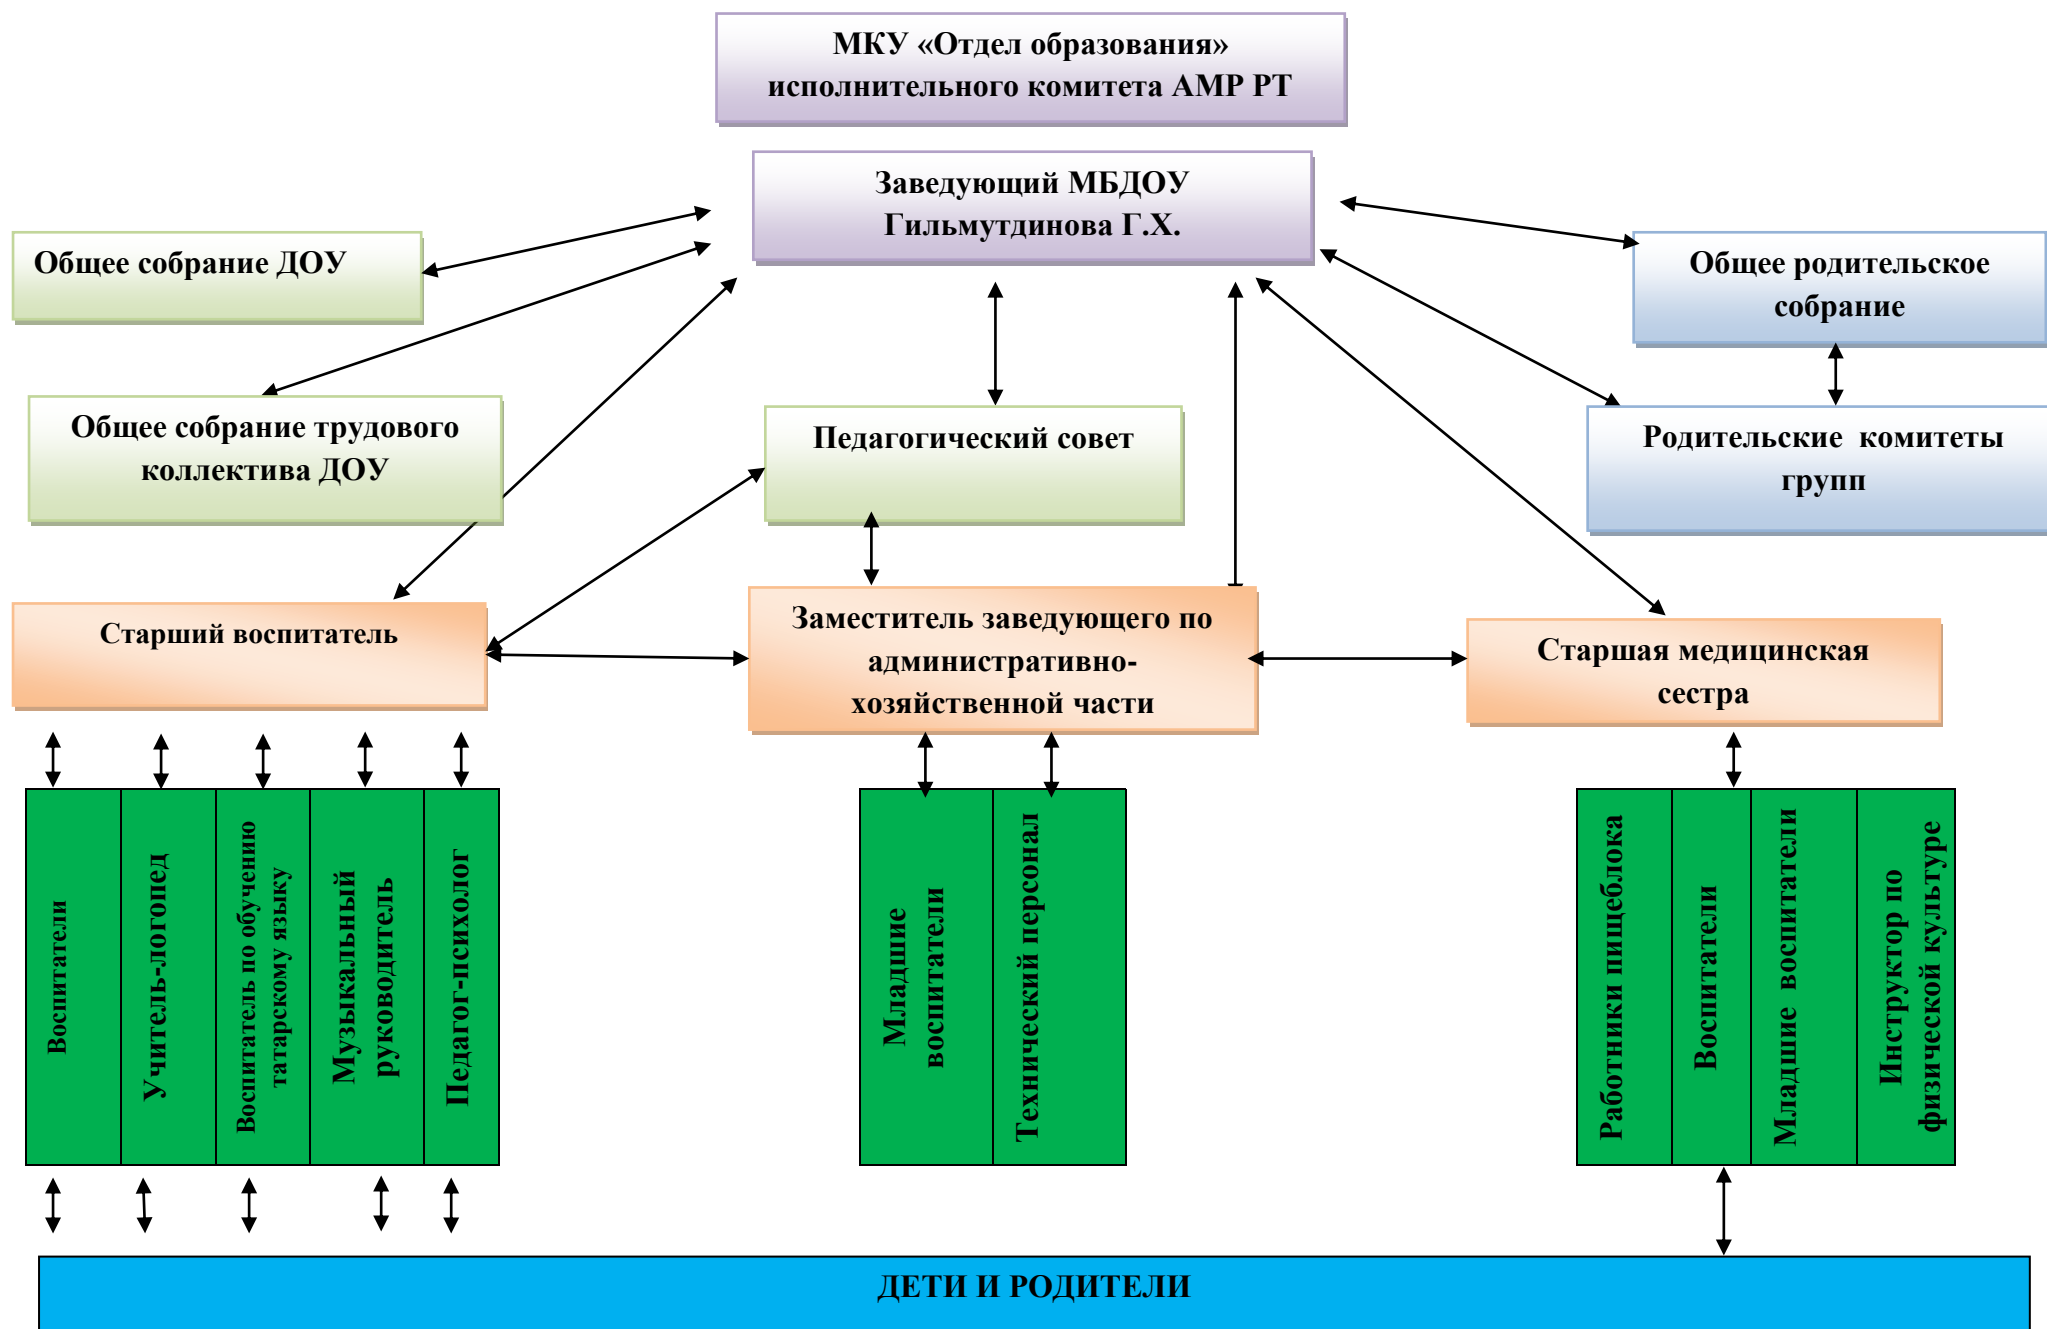 МКУ «Отдел образования»
исполнительного комитета АМР РТ
Заведующий МБДОУ
Гильмутдинова Г.Х.
Общее собрание ДОУ
Общее родительское
собрание
Общее собрание трудового
коллектива ДОУ
Педагогический совет
Родительские комитеты
групп
Старший воспитатель
Заместитель заведующего по
административно-
хозяйственной части
Старшая медицинская
сестра
Воспитатели
Учитель-логопед
Воспитатель по обучению
татарскому языку
Музыкальный
руководитель
Педагог-психолог
Младшие
воспитатели
Технический персонал
Работники пищеблока
Воспитатели
Младшие воспитатели
Инструктор по
физической культуре
ДЕТИ И РОДИТЕЛИ